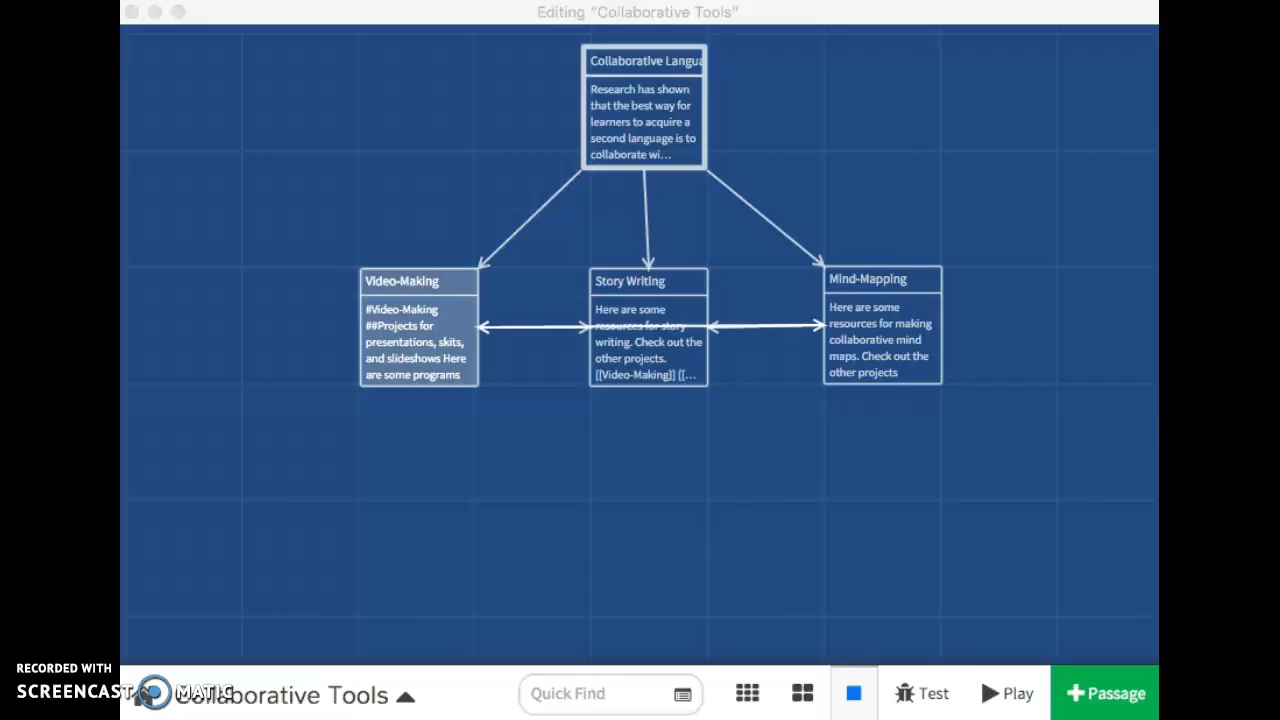 Editing "Collaborative Tools"
Collaborative Langua
Research has shown
that the best way for
learners to acquire a
second language is to
collaborate wi...
Video-Making
#Video-Making
##Projects for
presentations, skits,
and slideshows Here
are some programs
Story Writing
Here are some
resources for story
writing. Check out the
other projects.
[[Video-Making]] [[...
Mind-Mapping
Here are some
resources for making
collaborative mind
maps. Check out the
other projects
RECORDED WITH
SCREENCAST MATIC
Collaborative Tools
Quick Find
Test
Play
+Passage